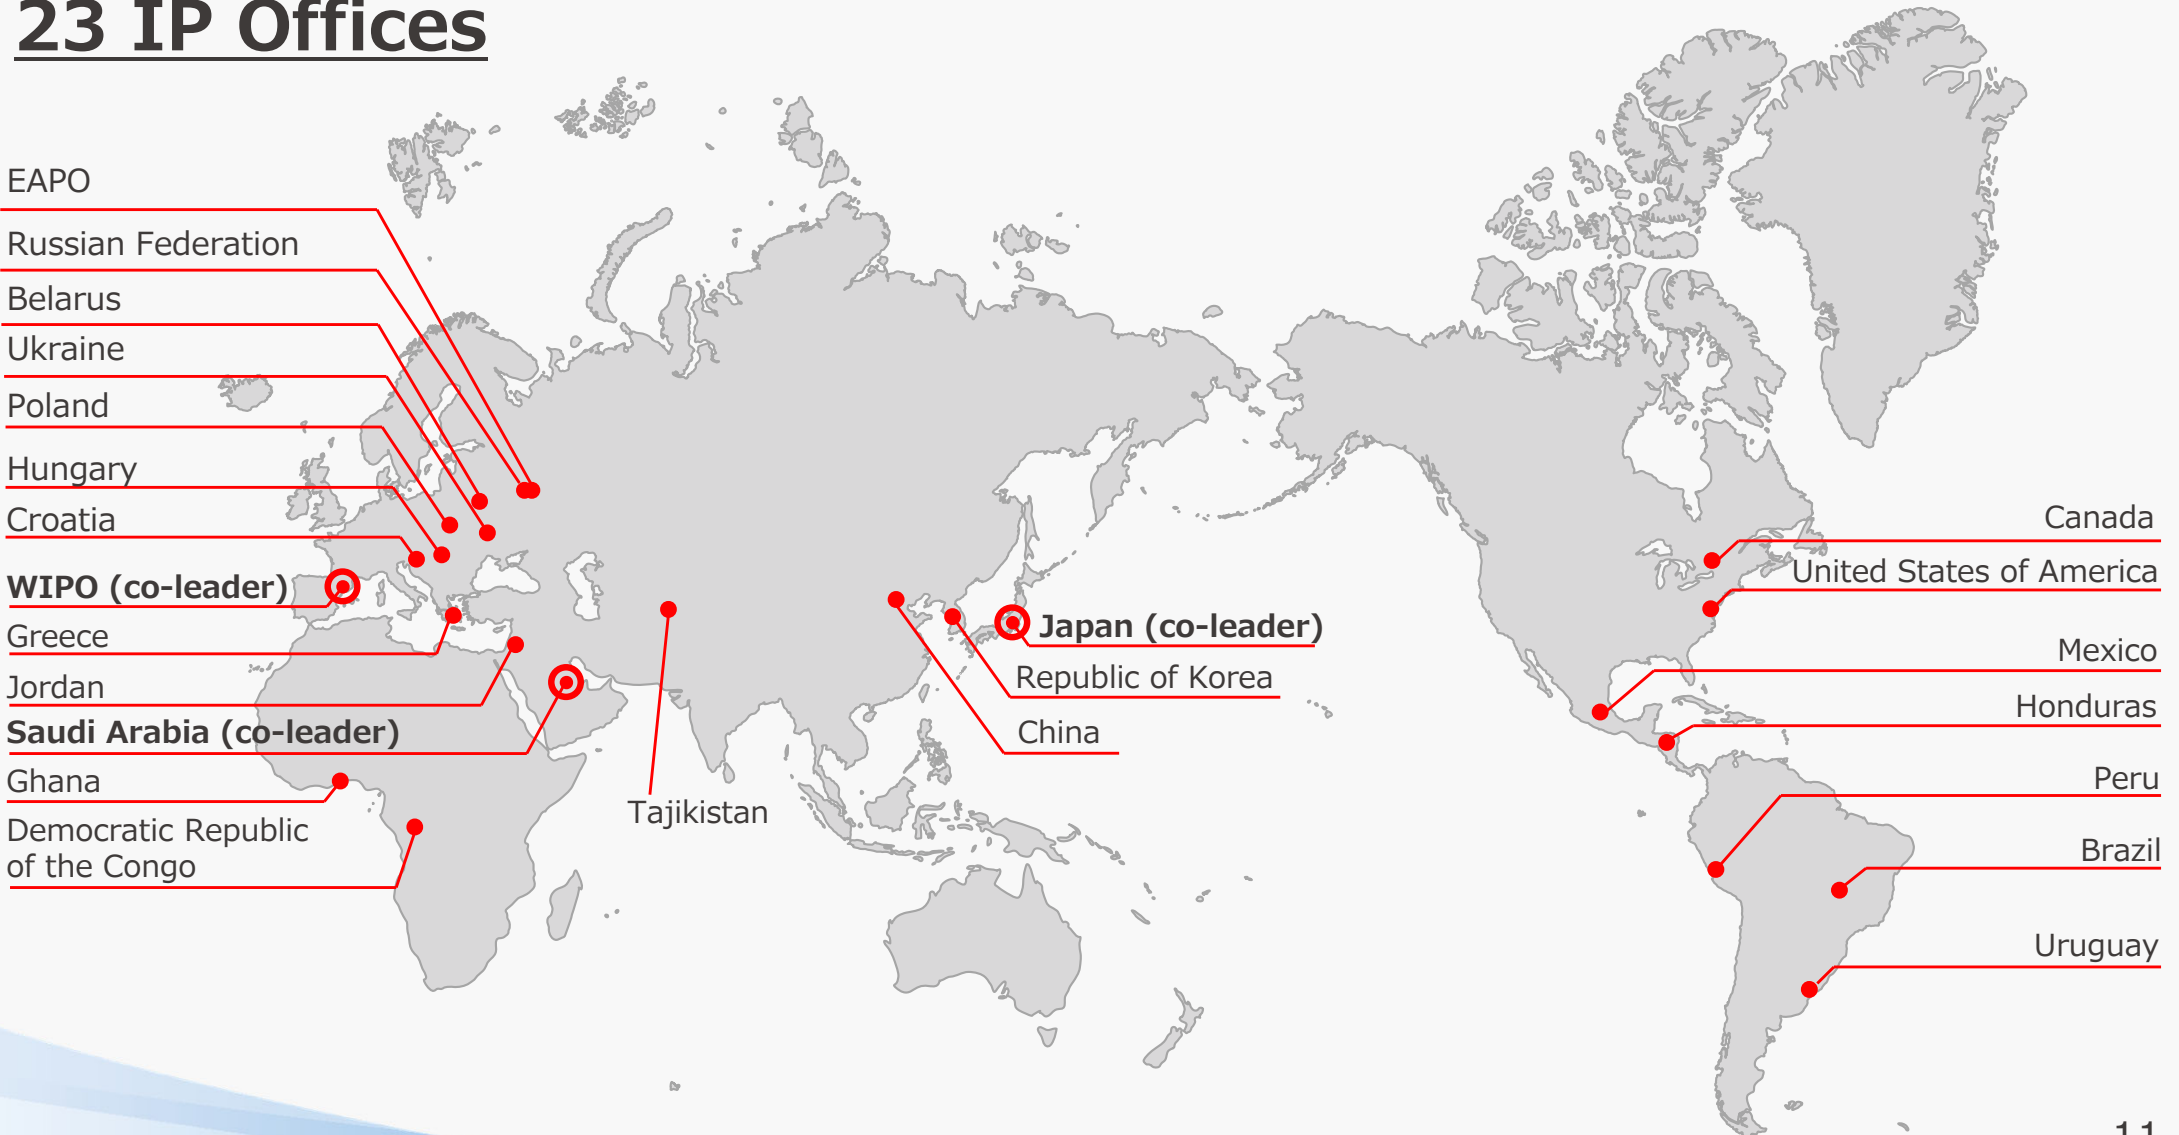 23 IP Offices
EAPO
Russian Federation
Belarus
Ukraine
Poland
Hungary
Croatia
WIPO (co-leader)
Greece
Jordan
Saudi Arabia (co-leader)
Ghana
Democratic Republic
of the Congo
Tajikistan
Japan (co-leader)
Republic of Korea
China
Canada
United States of America
Mexico
Honduras
Peru
Brazil
Uruguay
11